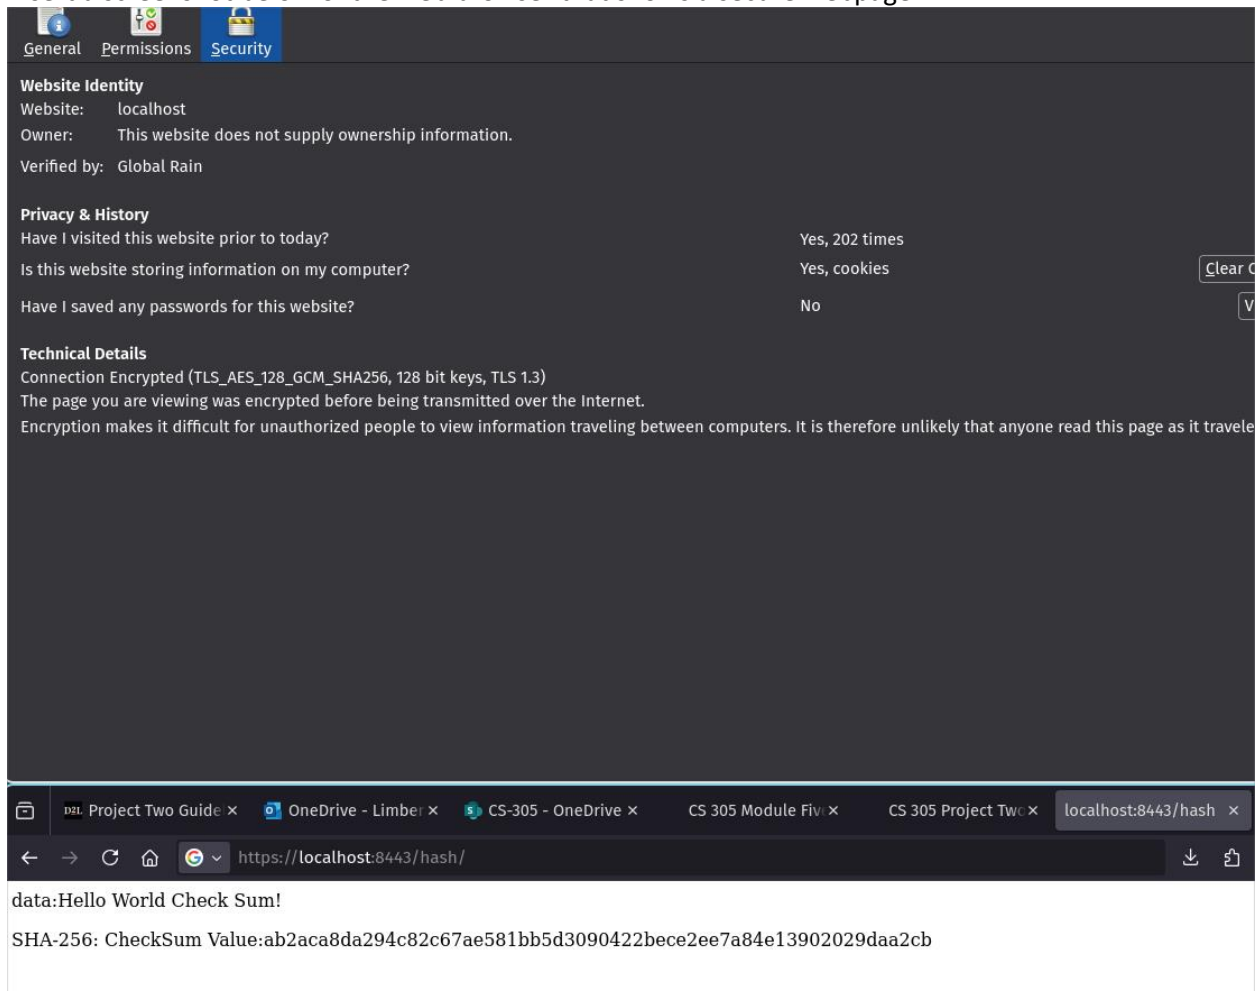 General Permissions Security
Website Identity
Website: localhost
Owner: This website does not supply ownership information.
Verified by: Global Rain
Privacy & History
Have I visited this website prior to today? Yes, 202 times
Is this website storing information on my computer? Yes, cookies Clear
Have I saved any passwords for this website? No
Technical Details
Connection Encrypted (TLS_AES_128_GCM_SHA256, 128 bit keys, TLS 1.3)
The page you are viewing was encrypted before being transmitted over the Internet.
Encryption makes it difficult for unauthorized people to view information traveling between computers. It is therefore unlikely that anyone read this page as it travele
D2L Project Two Guide OneDrive - Limber CS-305 - OneDrive CS 305 Module Fiv CS 305 Project Two localhost:8443/hash
https://localhost:8443/hash/
data:Hello World Check Sum!
SHA-256: CheckSum Value:ab2aca8da294c82c67ae581bb5d3090422bece2ee7a84e13902029daa2cb